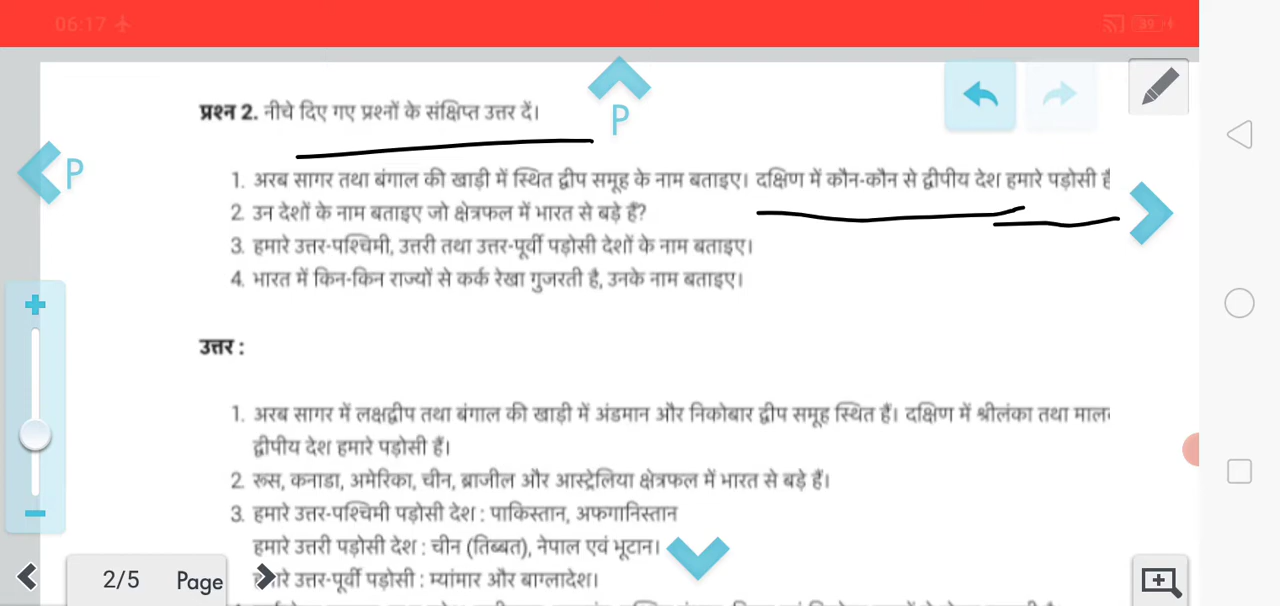 06:17
39
प्रश्न 2. नीचे दिए गए प्रश्नों के संक्षिप्त उत्तर दें।
P
P
1. अरब सागर तथा बंगाल की खाड़ी में स्थित द्वीप समूह के नाम बताइए। दक्षिण में कौन-कौन से द्वीपीय देश हमारे पड़ोसी हैं
2. उन देशों के नाम बताइए जो क्षेत्रफल में भारत से बड़े हैं?
3. हमारे उत्तर-पश्चिमी, उत्तरी तथा उत्तर-पूर्वी पड़ोसी देशों के नाम बताइए।
4. भारत में किन-किन राज्यों से कर्क रेखा गुजरती है, उनके नाम बताइए।
उत्तर :
1. अरब सागर में लक्षद्वीप तथा बंगाल की खाड़ी में अंडमान और निकोबार द्वीप समूह स्थित हैं। दक्षिण में श्रीलंका तथा माल
द्वीपीय देश हमारे पड़ोसी हैं।
2. रूस, कनाडा, अमेरिका, चीन, ब्राजील और आस्ट्रेलिया क्षेत्रफल में भारत से बड़े हैं।
3. हमारे उत्तर-पश्चिमी पड़ोसी देश : पाकिस्तान, अफगानिस्तान
हमारे उत्तरी पड़ोसी देश : चीन (तिब्बत), नेपाल एवं भूटान।
हमारे उत्तर-पूर्वी पड़ोसी : म्यांमार और बाग्लादेश।
2/5 Page